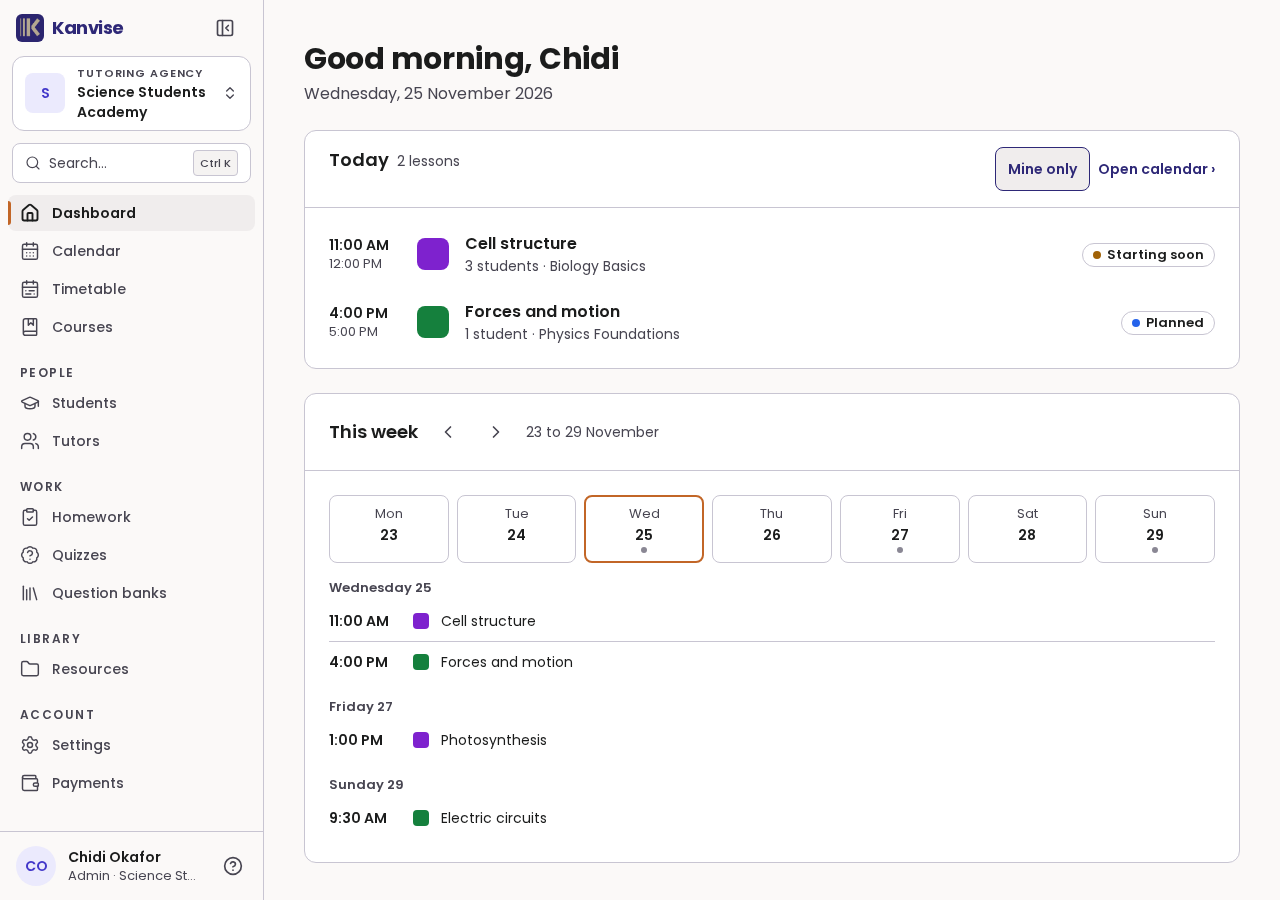 Kanvise
TUTORING AGENCY
S
Science Students
Academy
Search...
Ctrl K
Dashboard
Calendar
Timetable
Courses
PEOPLE
Students
Tutors
WORK
Homework
Quizzes
Question banks
LIBRARY
Resources
ACCOUNT
Settings
Payments
CO
Chidi Okafor
Admin · Science St...
Good morning, Chidi
Wednesday, 25 November 2026
Today 2 lessons
Mine only
Open calendar ›
11:00 AM
12:00 PM
Cell structure
3 students · Biology Basics
Starting soon
4:00 PM
5:00 PM
Forces and motion
1 student · Physics Foundations
Planned
This week
23 to 29 November
Mon
23
Tue
24
Wed
25
Thu
26
Fri
27
Sat
28
Sun
29
Wednesday 25
11:00 AM Cell structure
4:00 PM Forces and motion
Friday 27
1:00 PM Photosynthesis
Sunday 29
9:30 AM Electric circuits